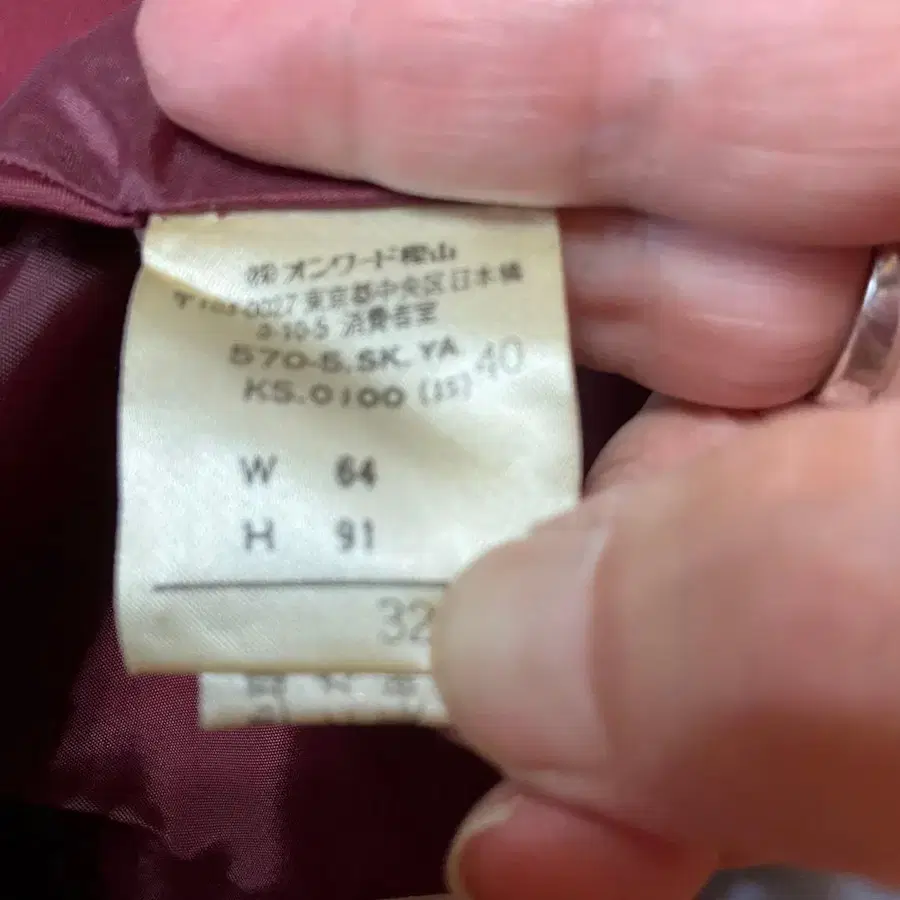 ㈱オンワード樫山
〒103-0027 東京都中央区日本橋
3-10-5 消費者室
570-5.SK.YA 40
KS.0100 (15)
W 64
H 91
32